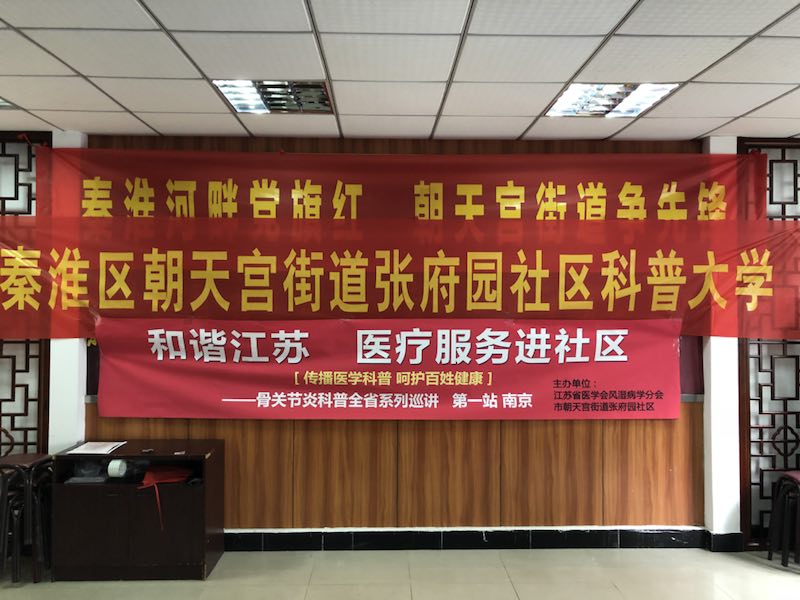 秦淮河畔党旗红 朝天宫街道争先锋
秦淮区朝天宫街道张府园社区科普大学
和谐江苏 医疗服务进社区
[ 传播医学科普 呵护百姓健康 ]
——骨关节炎科普全省系列巡讲 第一站 南京
主办单位：
江苏省医学会风湿病学分会
市朝天宫街道张府园社区